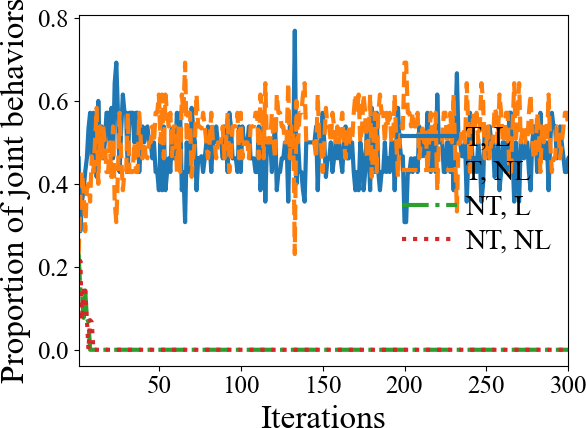 Proportion of joint behaviors
0.8
0.6
0.4
0.2
0.0
T, L
T, NL
NT, L
NT, NL
50 100 150 200 250 300
Iterations